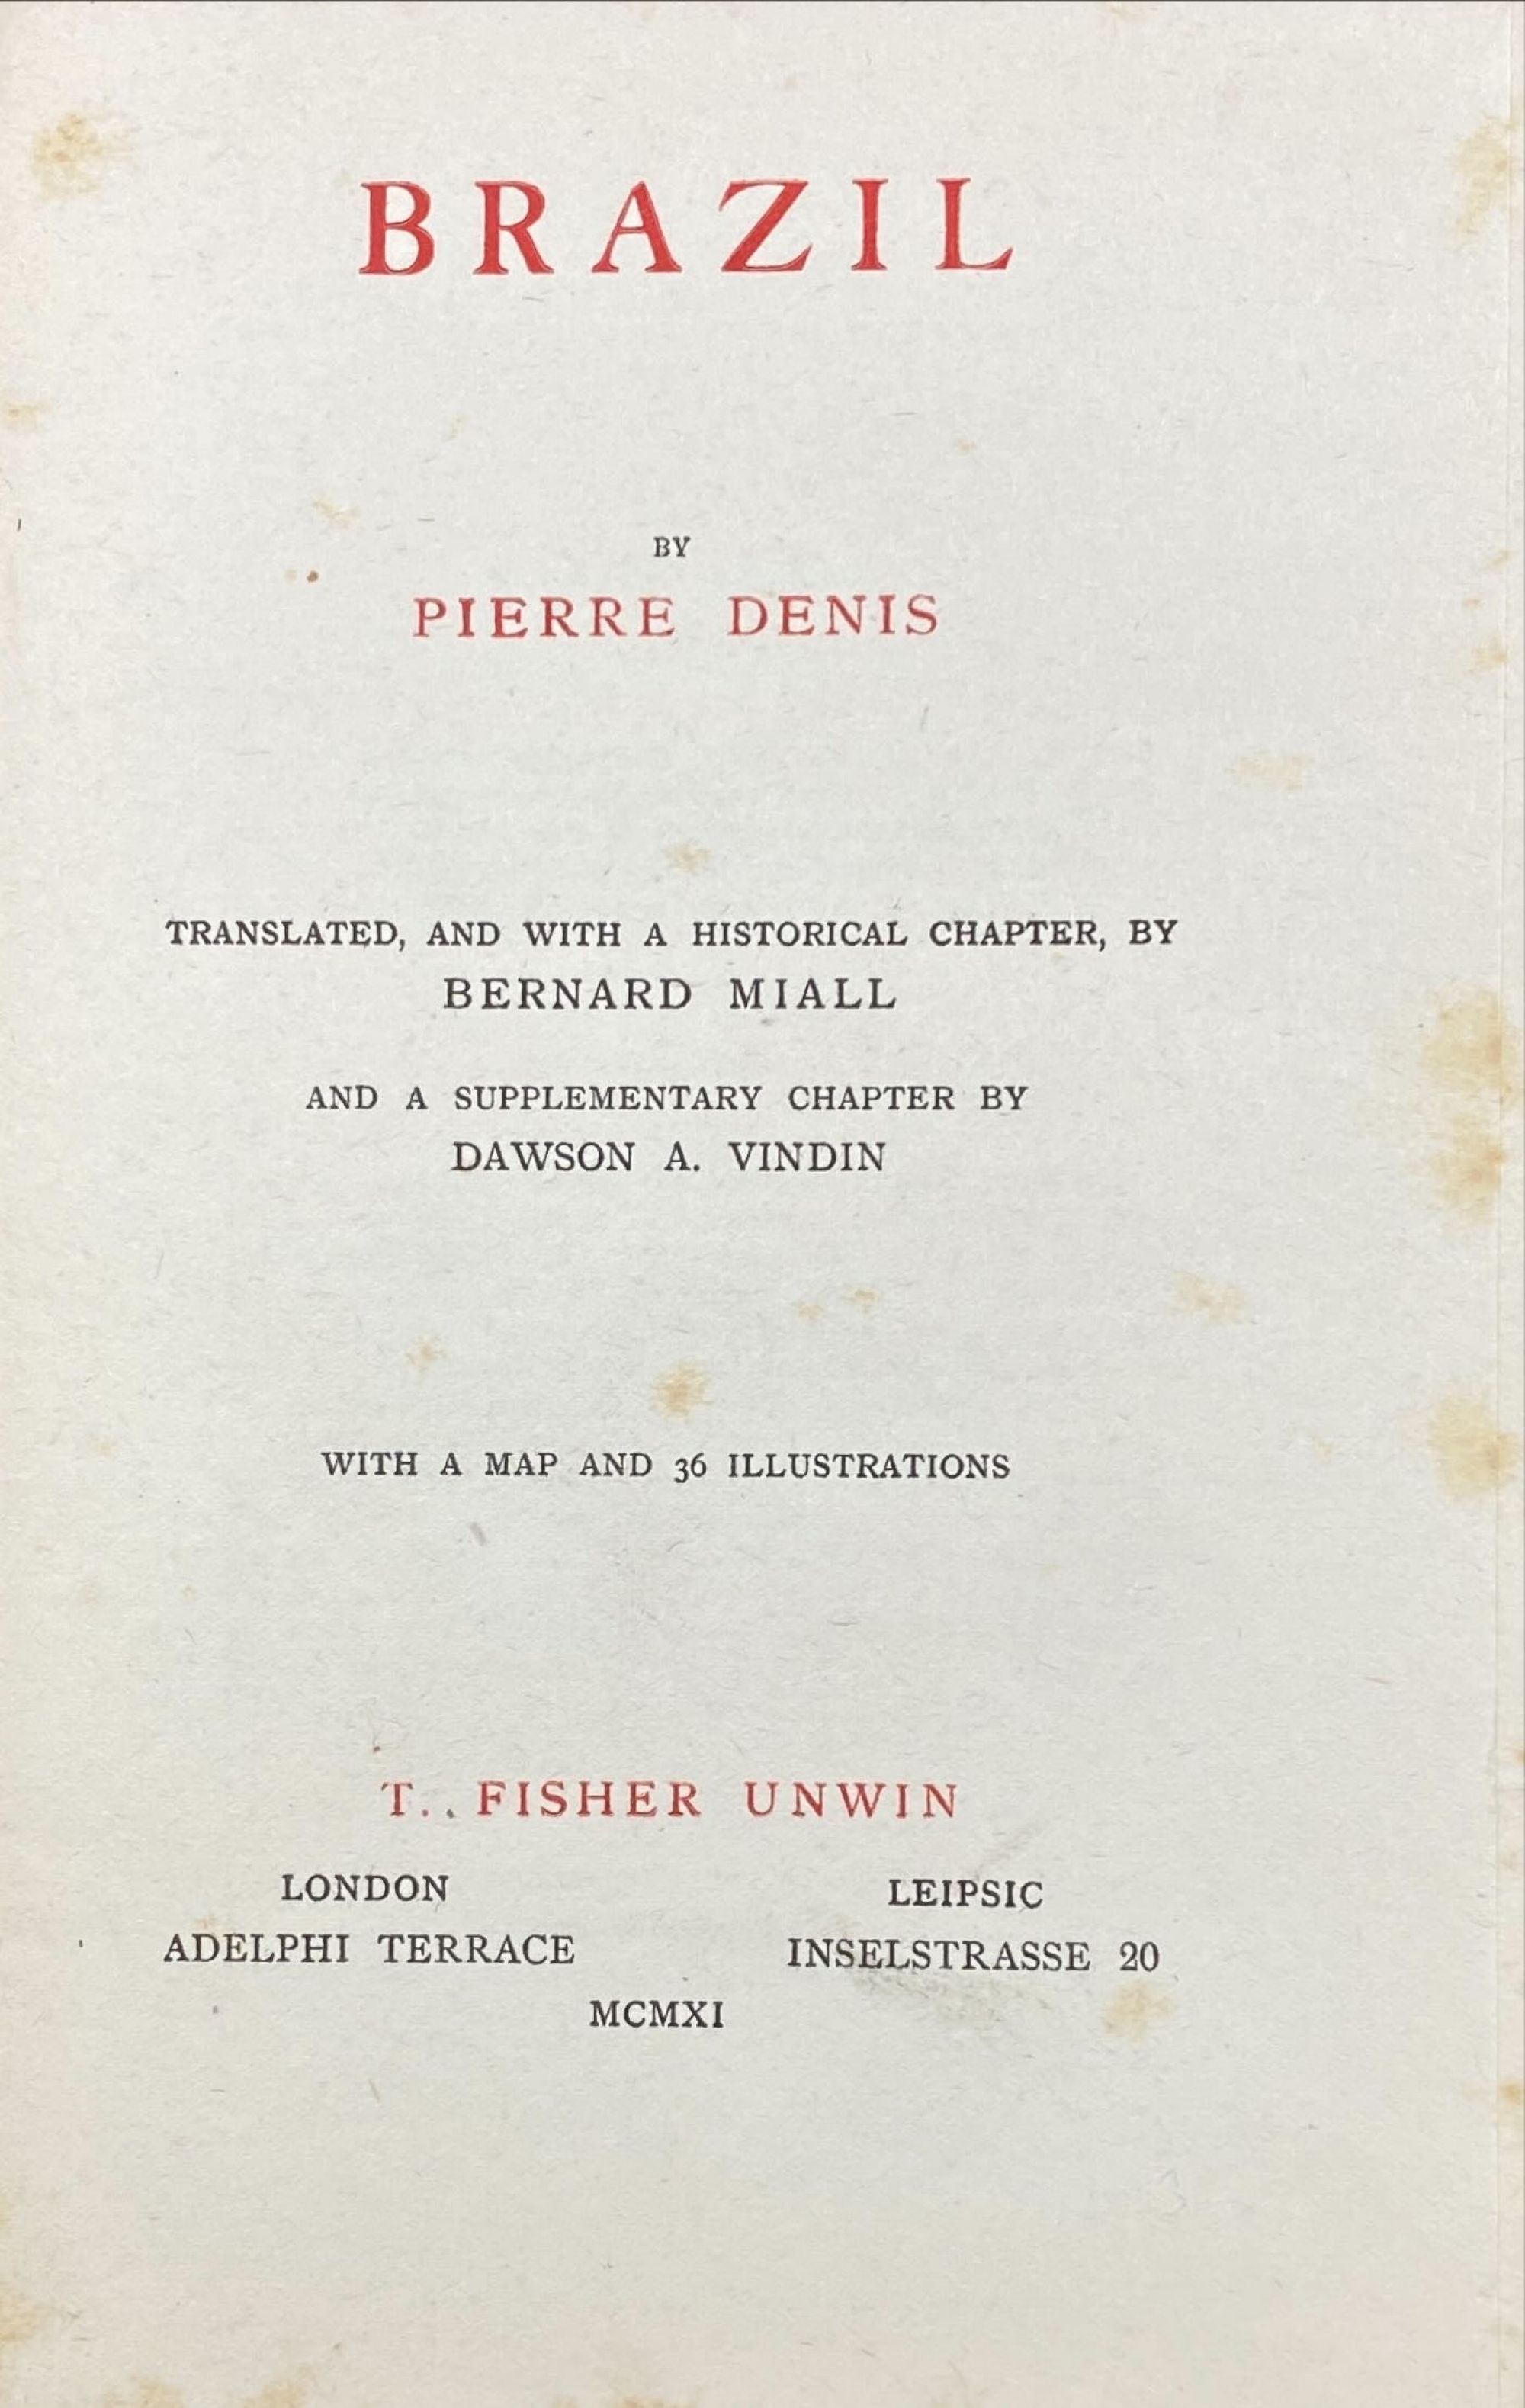 BRAZIL
BY
PIERRE DENIS
TRANSLATED, AND WITH A HISTORICAL CHAPTER, BY
BERNARD MIALL
AND A SUPPLEMENTARY CHAPTER BY
DAWSON A. VINDIN
WITH A MAP AND 36 ILLUSTRATIONS
T. FISHER UNWIN
LONDON LEIPSIC
ADELPHI TERRACE INSELSTRASSE 20
MCMXI